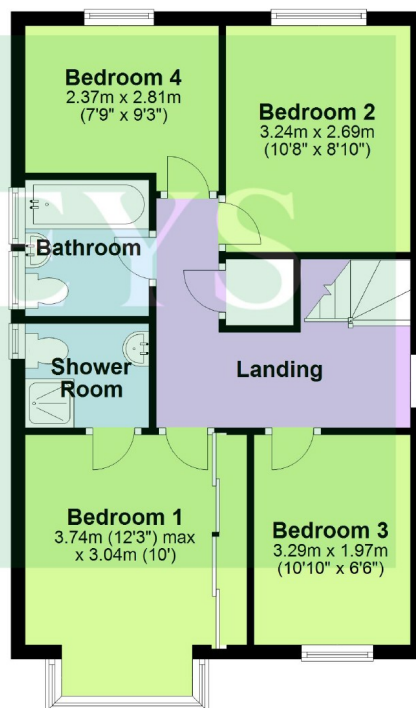 Bedroom 4
2.37m x 2.81m
(7'9" x 9'3")
Bedroom 2
3.24m x 2.69m
(10'8" x 8'10")
EYS
Bathroom
Shower
Room
Landing
Bedroom 1
3.74m (12'3") max
x 3.04m (10')
Bedroom 3
3.29m x 1.97m
(10'10" x 6'6")